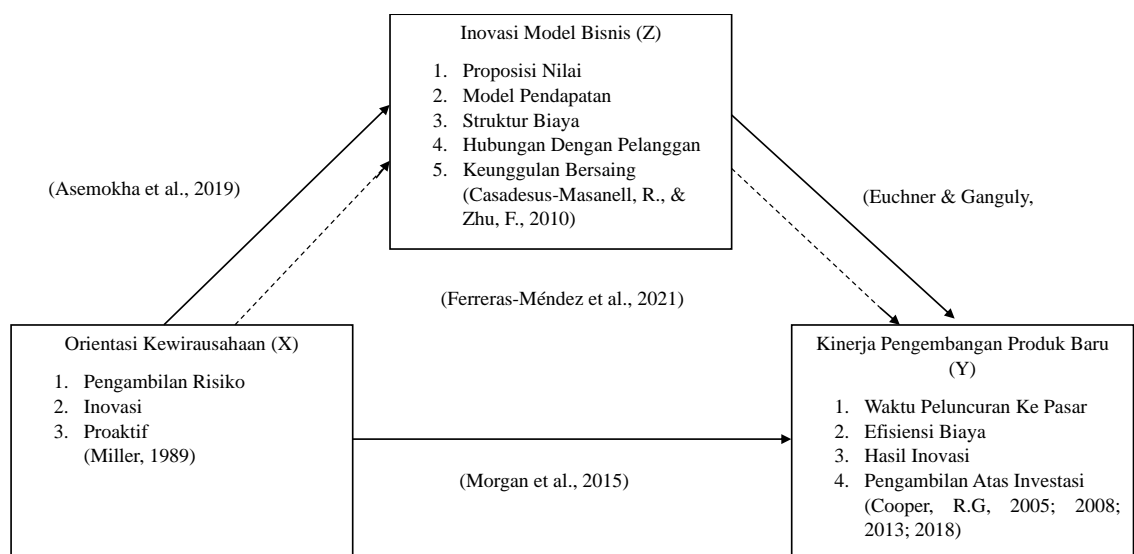 Inovasi Model Bisnis (Z)
1. Proposisi Nilai
2. Model Pendapatan
3. Struktur Biaya
4. Hubungan Dengan Pelanggan
5. Keunggulan Bersaing
(Casadesus-Masanell, R., &
Zhu, F., 2010)
(Asemokha et al., 2019)
(Euchner & Ganguly,
(Ferreras-Méndez et al., 2021)
Orientasi Kewirausahaan (X)
1. Pengambilan Risiko
2. Inovasi
3. Proaktif
(Miller, 1989)
Kinerja Pengembangan Produk Baru
(Y)
1. Waktu Peluncuran Ke Pasar
2. Efisiensi Biaya
3. Hasil Inovasi
4. Pengambilan Atas Investasi
(Cooper, R.G, 2005; 2008;
2013; 2018)
(Morgan et al., 2015)